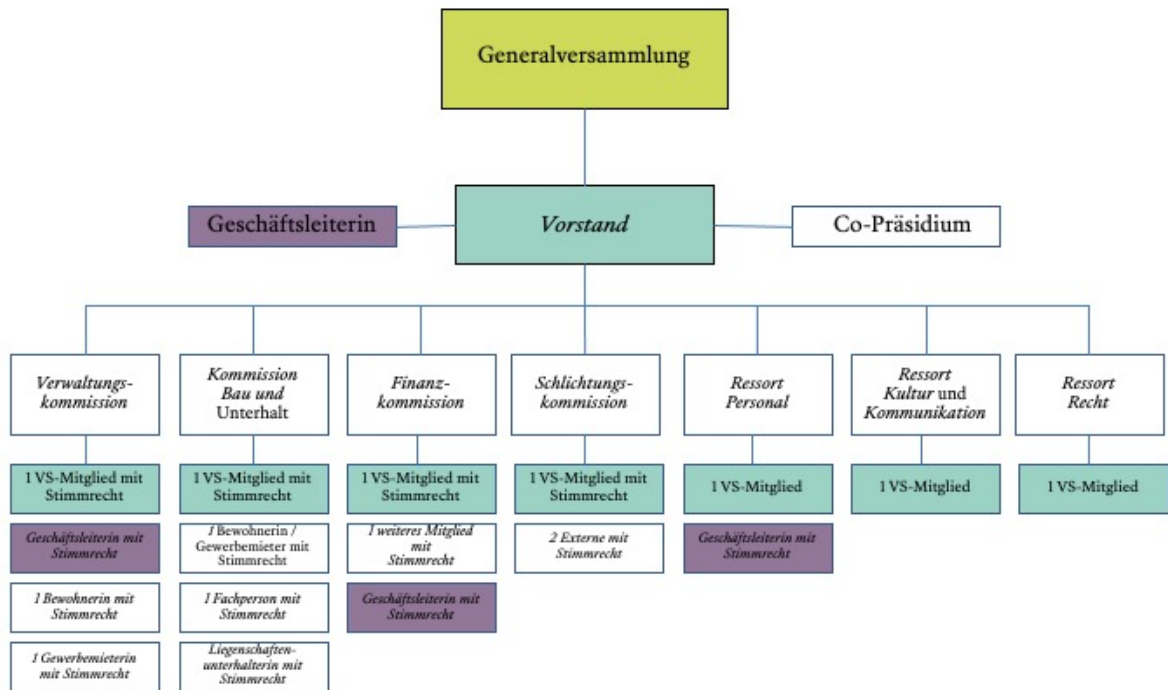 Generalversammlung
Geschäftsleiterin
Vorstand
Co-Präsidium
Verwaltungs-
kommission
Kommission
Bau und
Unterhalt
Finanz-
kommission
Schlichtungs-
kommission
Ressort
Personal
Ressort
Kultur und
Kommunikation
Ressort
Recht
1 VS-Mitglied mit
Stimmrecht
1 VS-Mitglied mit
Stimmrecht
1 VS-Mitglied mit
Stimmrecht
1 VS-Mitglied mit
Stimmrecht
1 VS-Mitglied
1 VS-Mitglied
1 VS-Mitglied
Geschäftsleiterin mit
Stimmrecht
1 Bewohnerin /
Gewerbemieter mit
Stimmrecht
1 weiteres Mitglied
mit
Stimmrecht
2 Externe mit
Stimmrecht
Geschäftsleiterin mit
Stimmrecht
1 Bewohnerin mit
Stimmrecht
1 Fachperson mit
Stimmrecht
Geschäftsleiterin mit
Stimmrecht
1 Gewerbemieterin
mit Stimmrecht
Liegenschaften-
unterhalterin mit
Stimmrecht